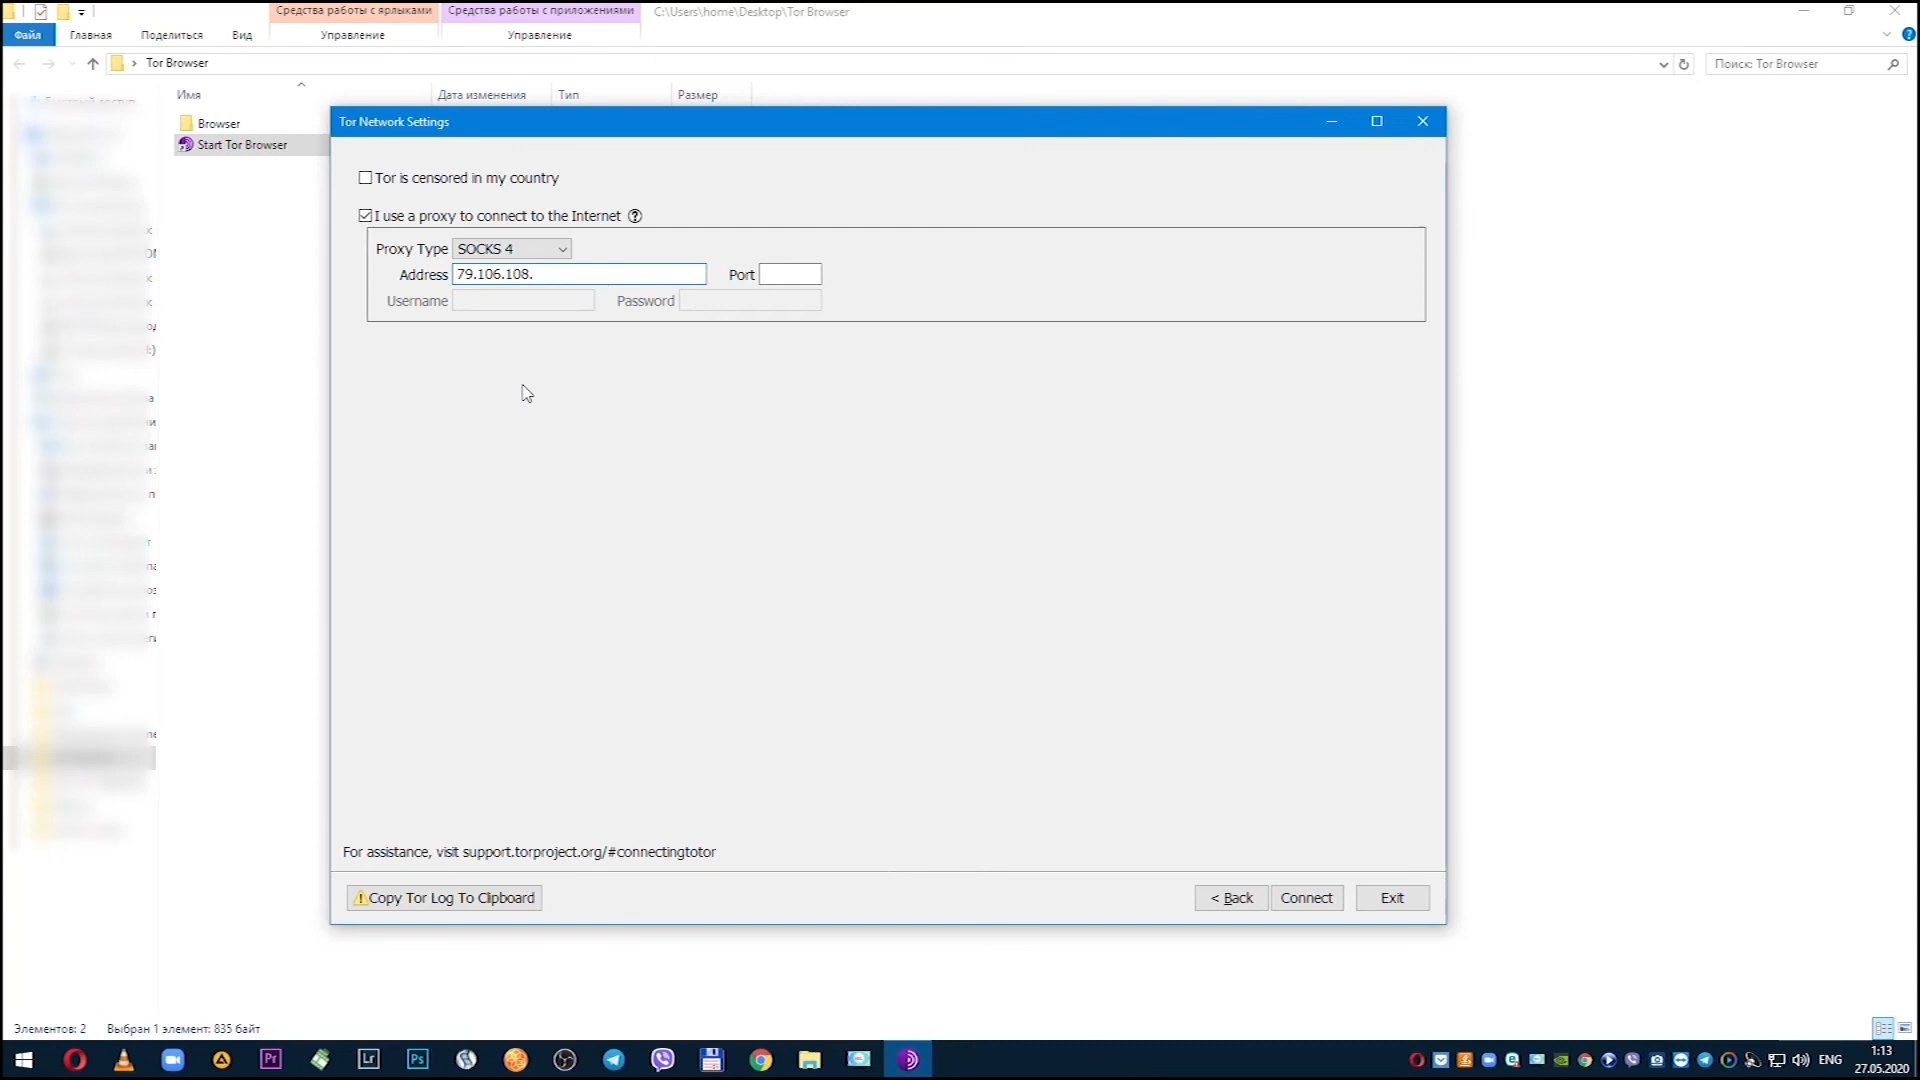 Средства работы с ярлыками
Средства работы с приложениями
C:\Users\home\Desktop\Tor Browser
Файл
Главная
Поделиться
Вид
Управление
Управление
Tor Browser
Поиск: Tor Browser
Имя
Дата изменения
Тип
Размер
Browser
Start Tor Browser
Tor Network Settings
Tor is censored in my country
I use a proxy to connect to the Internet
Proxy Type SOCKS 4
Address 79.106.108. Port
Username Password
For assistance, visit support.torproject.org/#connectingtotor
Copy Tor Log To Clipboard
< Back
Connect
Exit
Элементов: 2 Выбран 1 элемент: 835 байт
Pr
Lr
Ps
ENG
1:13
27.05.2020